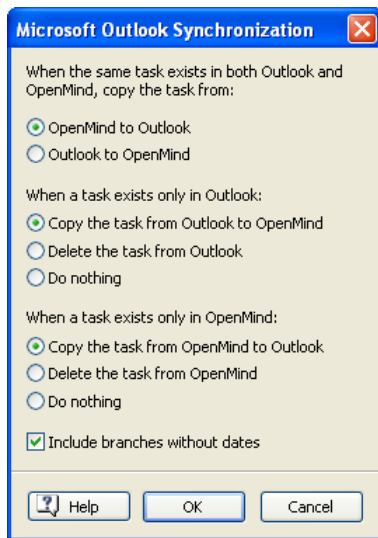 Microsoft Outlook Synchronization
When the same task exists in both Outlook and
OpenMind, copy the task from:
OpenMind to Outlook
Outlook to OpenMind
When a task exists only in Outlook:
Copy the task from Outlook to OpenMind
Delete the task from Outlook
Do nothing
When a task exists only in OpenMind:
Copy the task from OpenMind to Outlook
Delete the task from OpenMind
Do nothing
Include branches without dates
Help OK Cancel